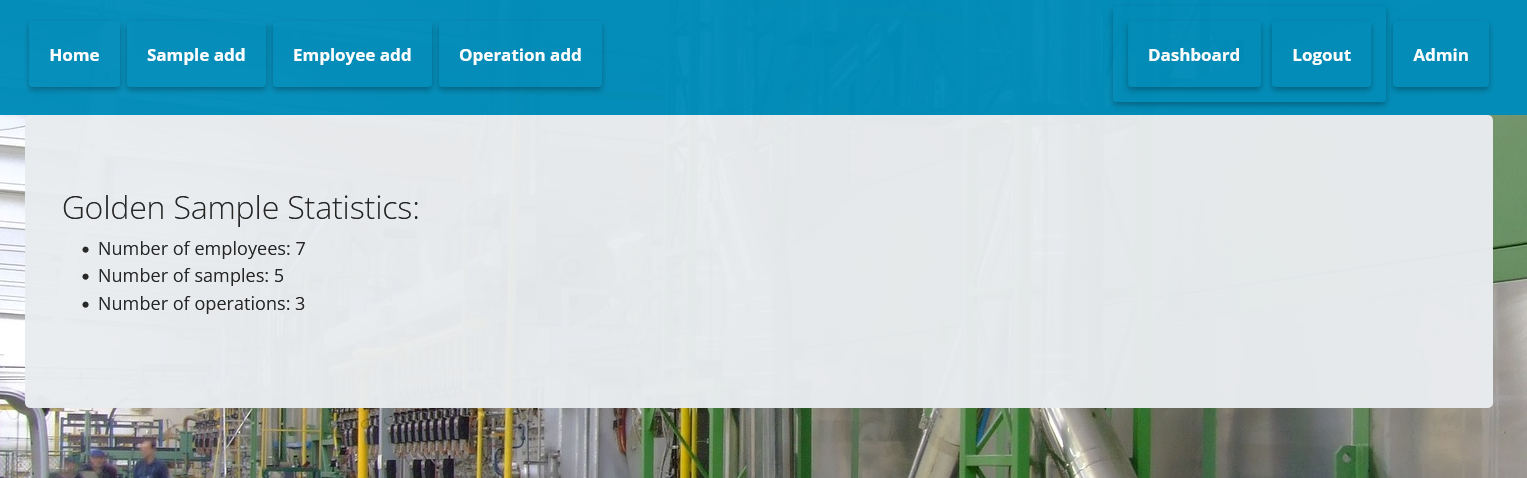 Home Sample add Employee add Operation add Dashboard Logout Admin
Golden Sample Statistics:
Number of employees: 7
Number of samples: 5
Number of operations: 3